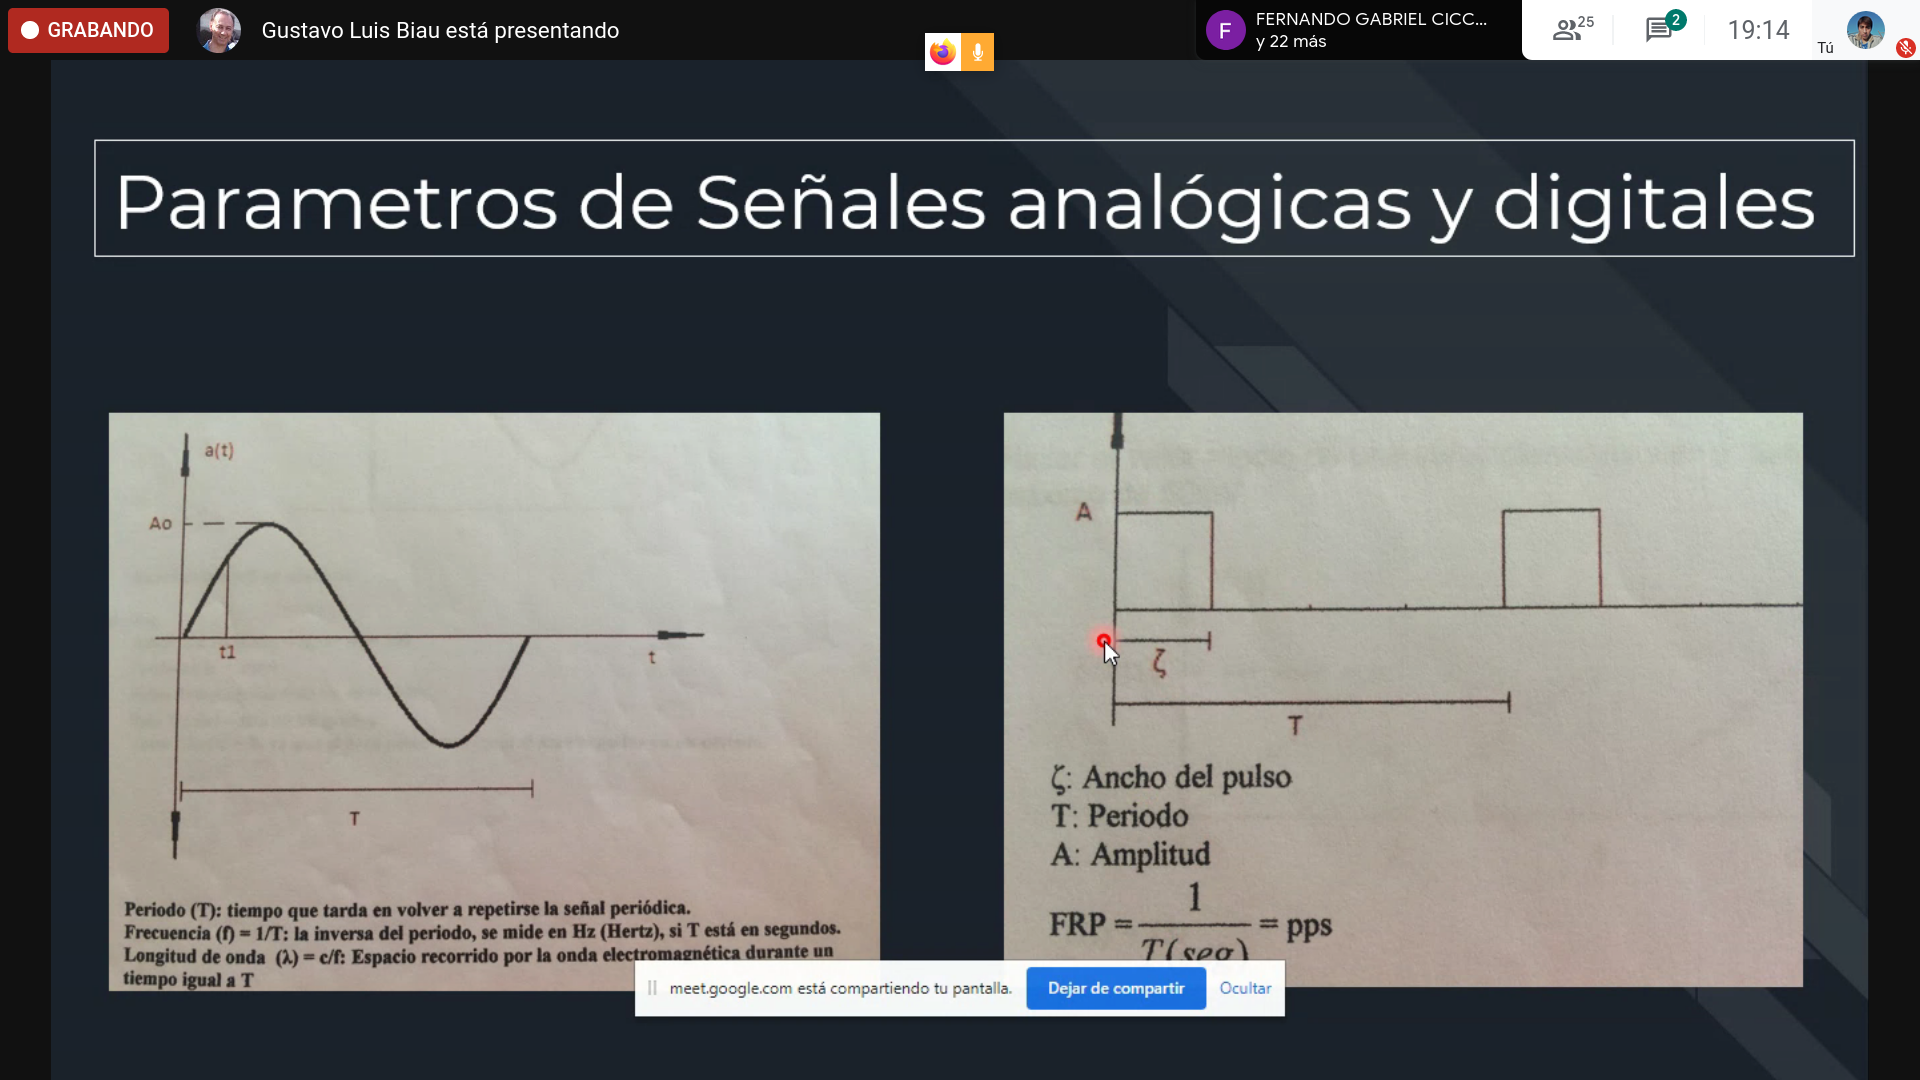 GRABANDO
Gustavo Luis Biau está presentando
F
FERNANDO GABRIEL CICC...
y 22 más
25
2
19:14
Tú
Parametros de Señales analógicas y digitales
a(t)
Ao
t1
t
T
Periodo (T): tiempo que tarda en volver a repetirse la señal periódica.
Frecuencia (f) = 1/T: la inversa del periodo, se mide en Hz (Hertz), si T está en segundos.
Longitud de onda (λ) = c/f: Espacio recorrido por la onda electromagnética durante un
tiempo igual a T
A
ζ
T
ζ: Ancho del pulso
T: Periodo
A: Amplitud
FRP = 1 / T(seg) = pps
meet.google.com está compartiendo tu pantalla.
Dejar de compartir
Ocultar